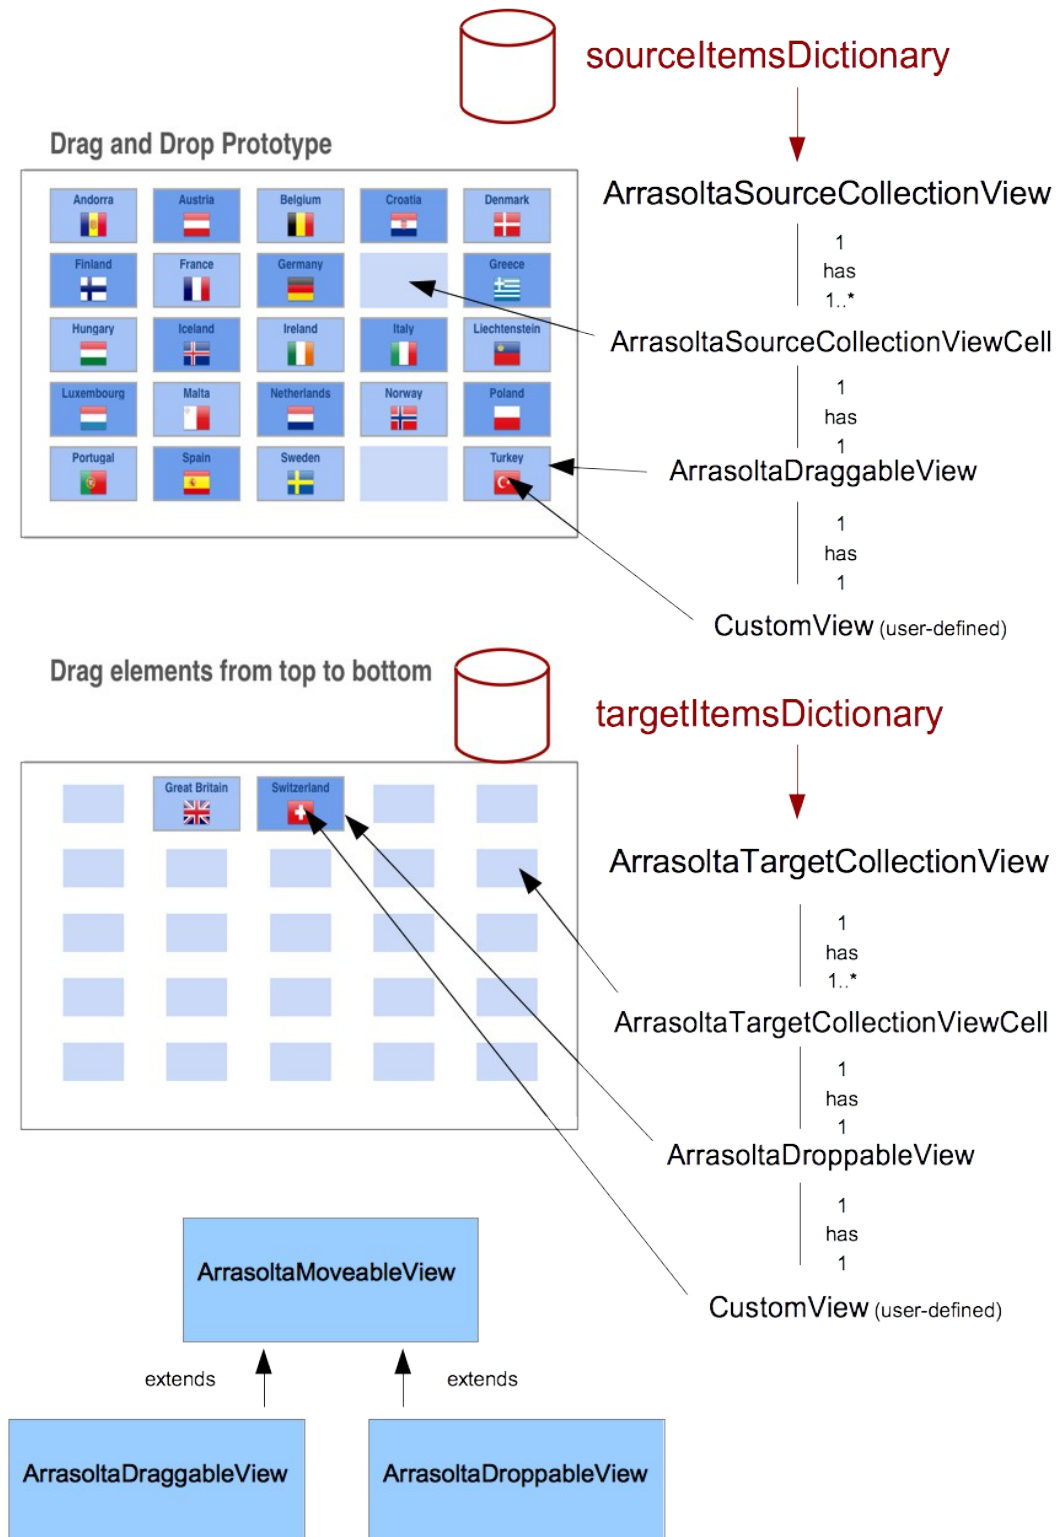 sourceItemsDictionary
Drag and Drop Prototype
Andorra Austria Belgium Croatia Denmark
Finland France Germany Greece
Hungary Iceland Ireland Italy Liechtenstein
Luxembourg Malta Netherlands Norway Poland
Portugal Spain Sweden Turkey
ArrasoltaSourceCollectionView
1
has
1..*
ArrasoltaSourceCollectionViewCell
1
has
1
ArrasoltaDraggableView
1
has
1
CustomView (user-defined)
Drag elements from top to bottom
targetItemsDictionary
Great Britain Switzerland
ArrasoltaTargetCollectionView
1
has
1..*
ArrasoltaTargetCollectionViewCell
1
has
1
ArrasoltaDroppableView
1
has
1
CustomView (user-defined)
ArrasoltaMoveableView
extends extends
ArrasoltaDraggableView ArrasoltaDroppableView